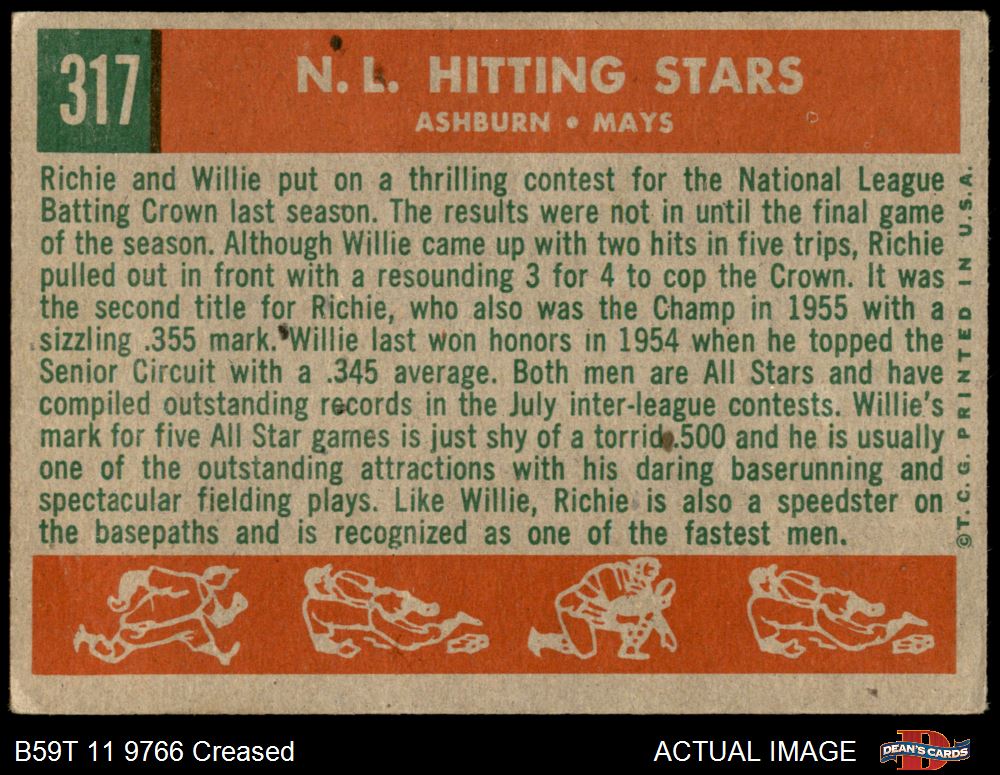 317
N. L. HITTING STARS
ASHBURN • MAYS
Richie and Willie put on a thrilling contest for the National League
Batting Crown last season. The results were not in until the final game
of the season. Although Willie came up with two hits in five trips, Richie
pulled out in front with a resounding 3 for 4 to cop the Crown. It was
the second title for Richie, who also was the Champ in 1955 with a
sizzling .355 mark. Willie last won honors in 1954 when he topped the
Senior Circuit with a .345 average. Both men are All Stars and have
compiled outstanding records in the July inter-league contests. Willie's
mark for five All Star games is just shy of a torrid .500 and he is usually
one of the outstanding attractions with his daring baserunning and
spectacular fielding plays. Like Willie, Richie is also a speedster on
the basepaths and is recognized as one of the fastest men.
©T. C. G. PRINTED IN U.S.A.
B59T 11 9766 Creased
ACTUAL IMAGE
D
DEAN'S CARDS